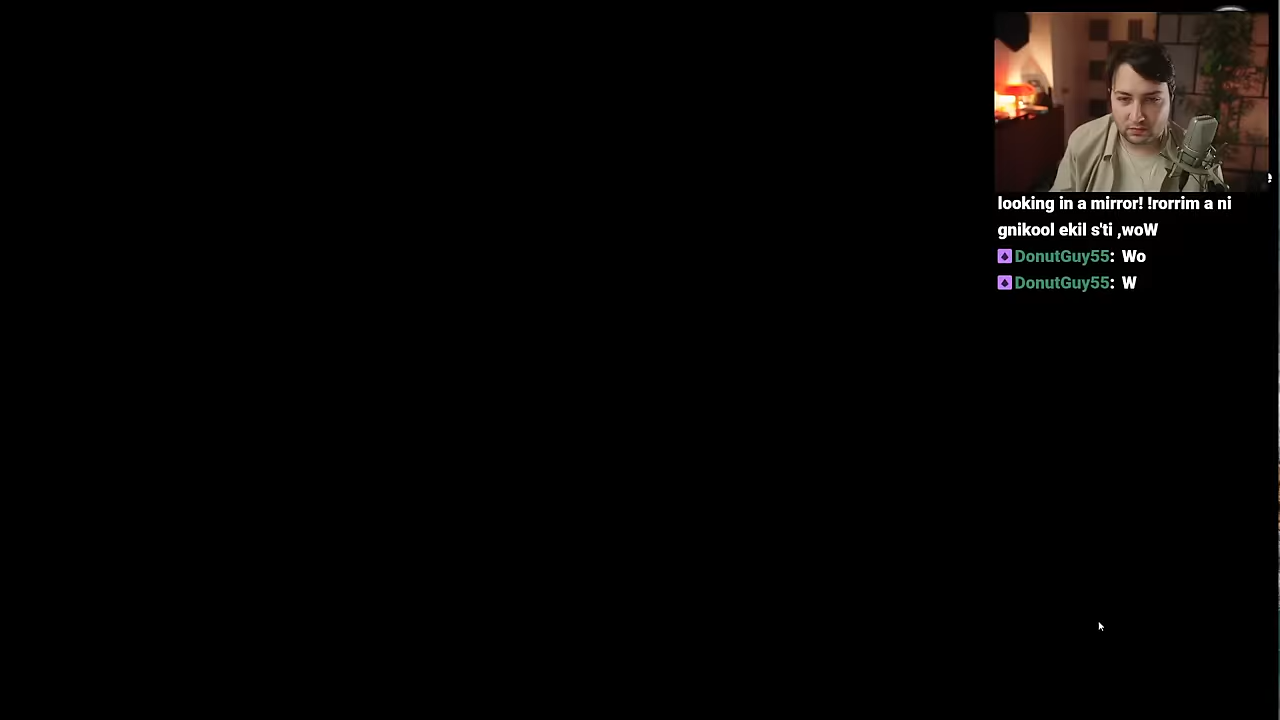 looking in a mirror! !rorrim a ni
gnikool ekil s'ti ,woW
DonutGuy55: Wo
DonutGuy55: W